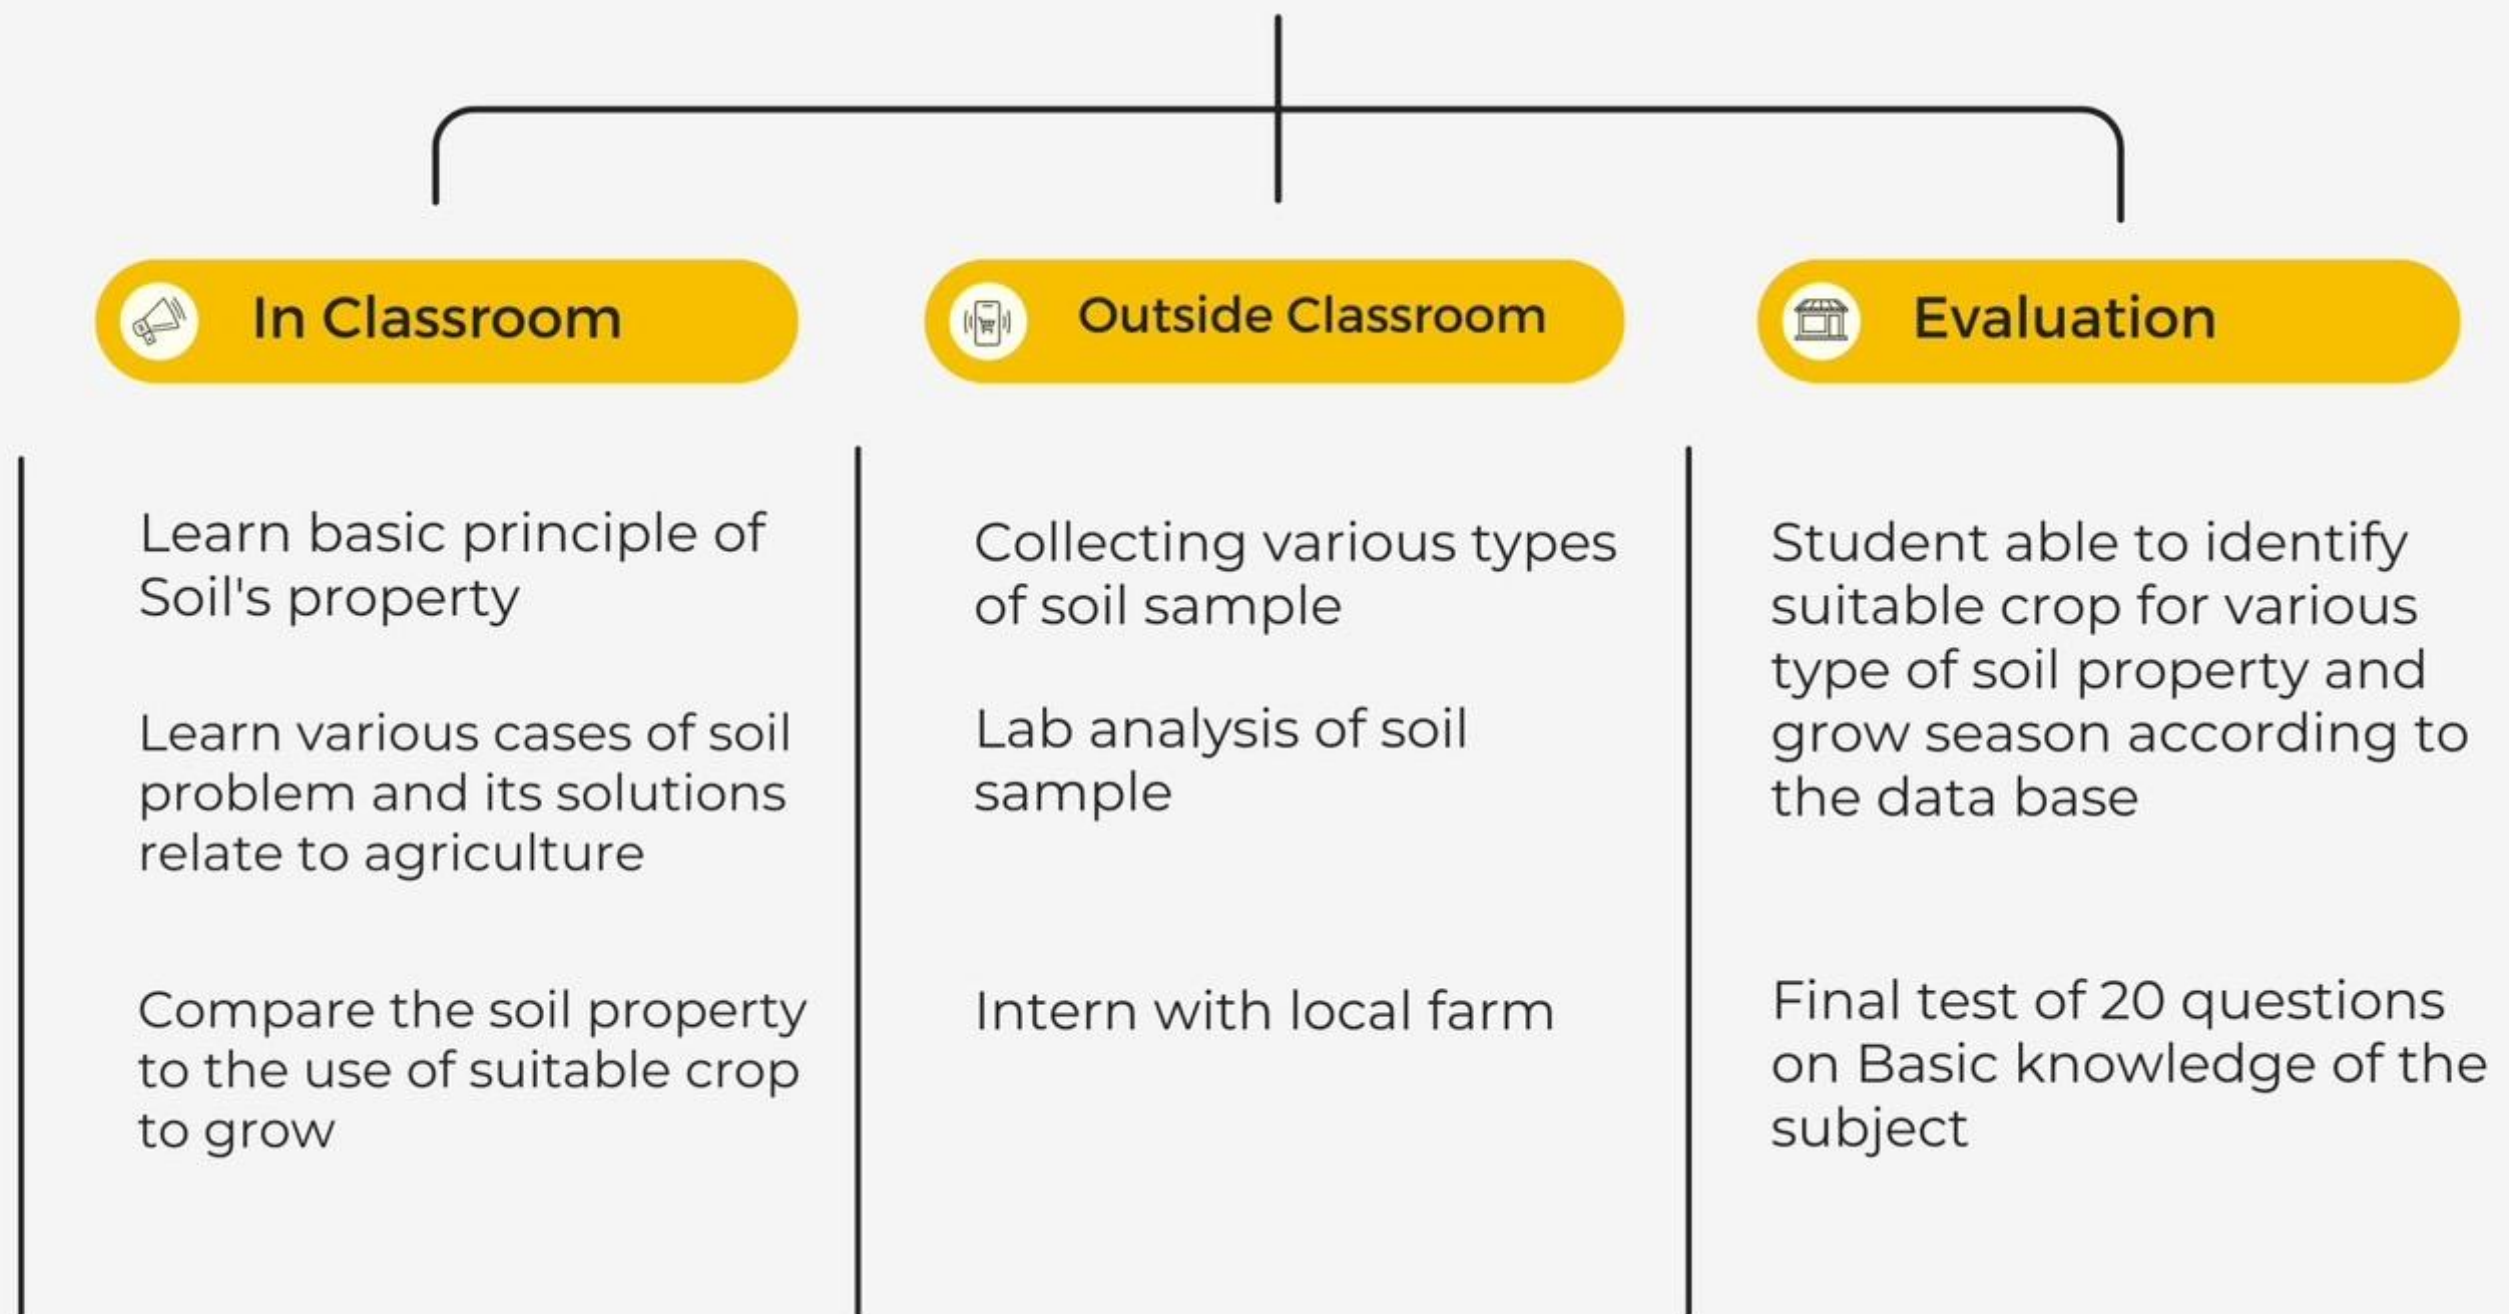 In Classroom
Learn basic principle of
Soil's property
Learn various cases of soil
problem and its solutions
relate to agriculture
Compare the soil property
to the use of suitable crop
to grow
Outside Classroom
Collecting various types
of soil sample
Lab analysis of soil
sample
Intern with local farm
Evaluation
Student able to identify
suitable crop for various
type of soil property and
grow season according to
the data base
Final test of 20 questions
on Basic knowledge of the
subject